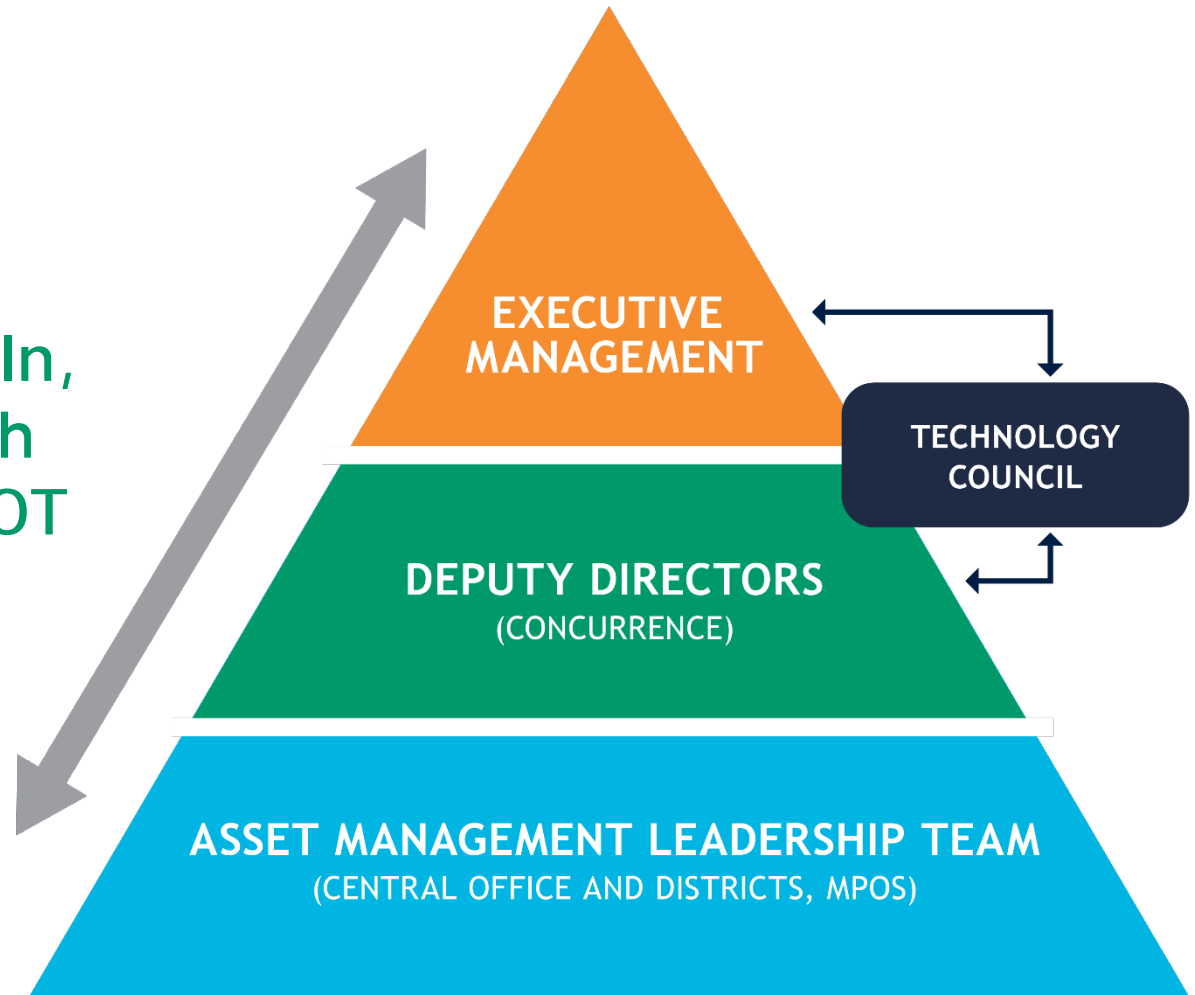 EXECUTIVE
MANAGEMENT
In,
h
OT
TECHNOLOGY
COUNCIL
DEPUTY DIRECTORS
(CONCURRENCE)
ASSET MANAGEMENT LEADERSHIP TEAM
(CENTRAL OFFICE AND DISTRICTS, MPOS)